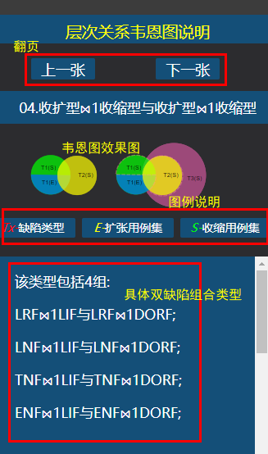 层次关系韦恩图说明
翻页
上一张 下一张
04.收扩型⋈1收缩型与收扩型⋈1收缩型
韦恩图效果图
T1(S) T2(S) T1(E) T1(S) T2(S) T3(S) T1(E)
图例说明
Fx-缺陷类型 E-扩张用例集 S-收缩用例集
该类型包括4组:
具体双缺陷组合类型
LRF⋈1LIF与LRF⋈1DORF;
LNF⋈1LIF与LNF⋈1DORF;
TNF⋈1LIF与TNF⋈1DORF;
ENF⋈1LIF与ENF⋈1DORF;